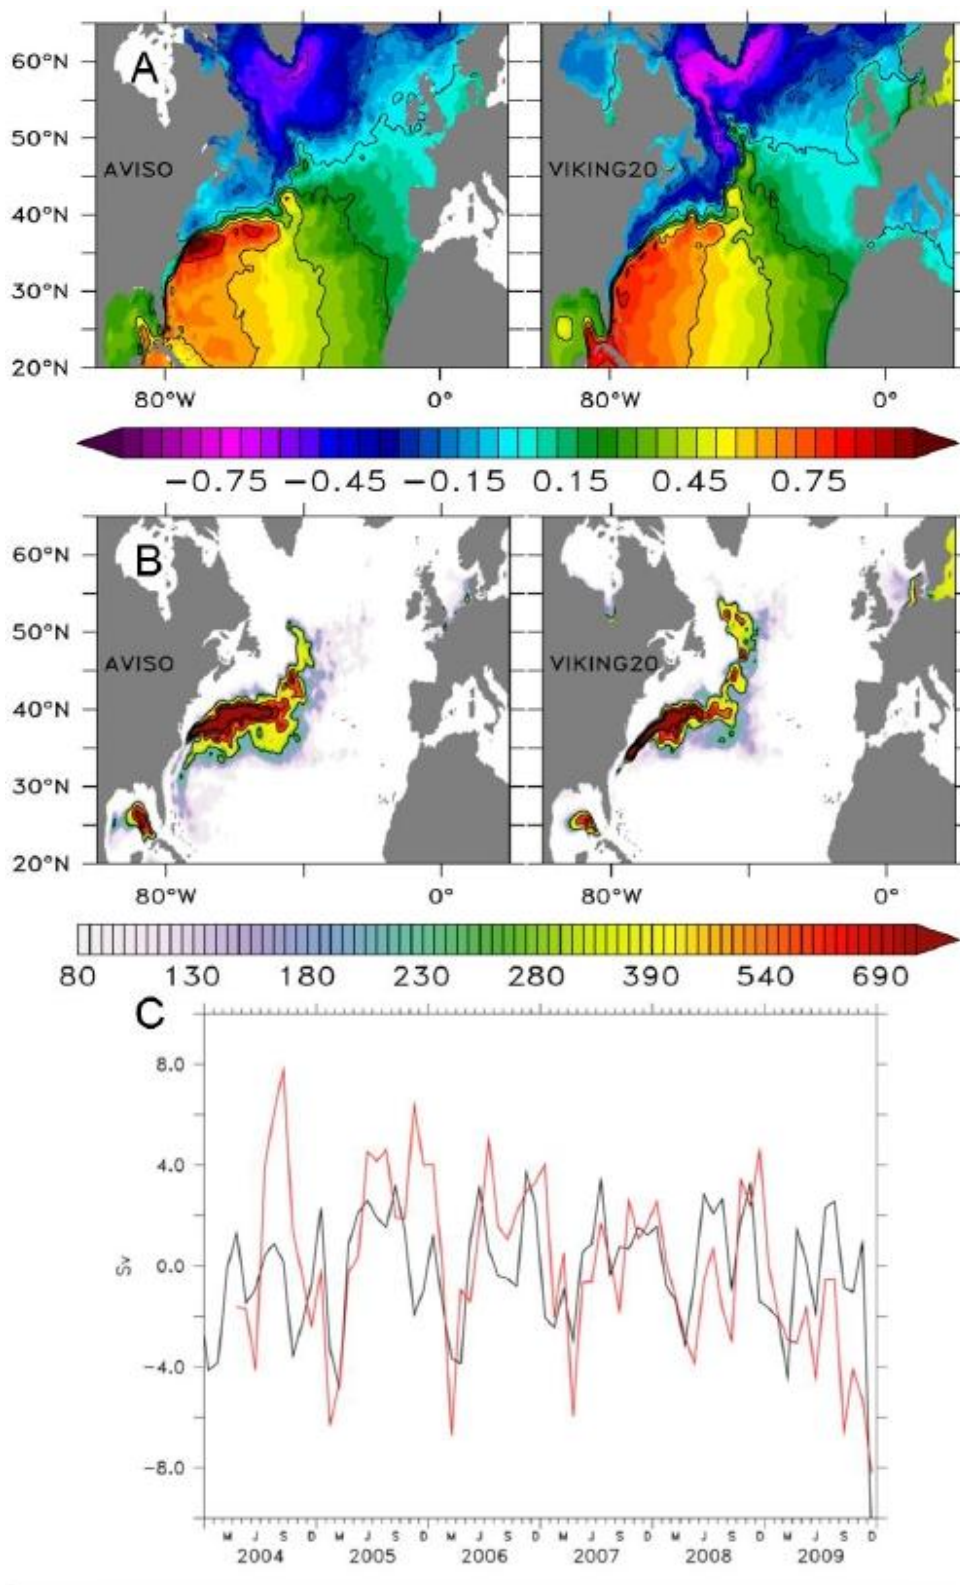 60°N
A
50°N
AVISO
VIKING20
40°N
30°N
20°N
80°W 0° 80°W 0°
−0.75 −0.45 −0.15 0.15 0.45 0.75
60°N
B
50°N
AVISO
VIKING20
40°N
30°N
20°N
80°W 0° 80°W 0°
80 130 180 230 280 390 540 690
C
8.0
4.0
0.0
Sv
−4.0
−8.0
M J S D M J S D M J S D M J S D M J S D M J S D
2004 2005 2006 2007 2008 2009